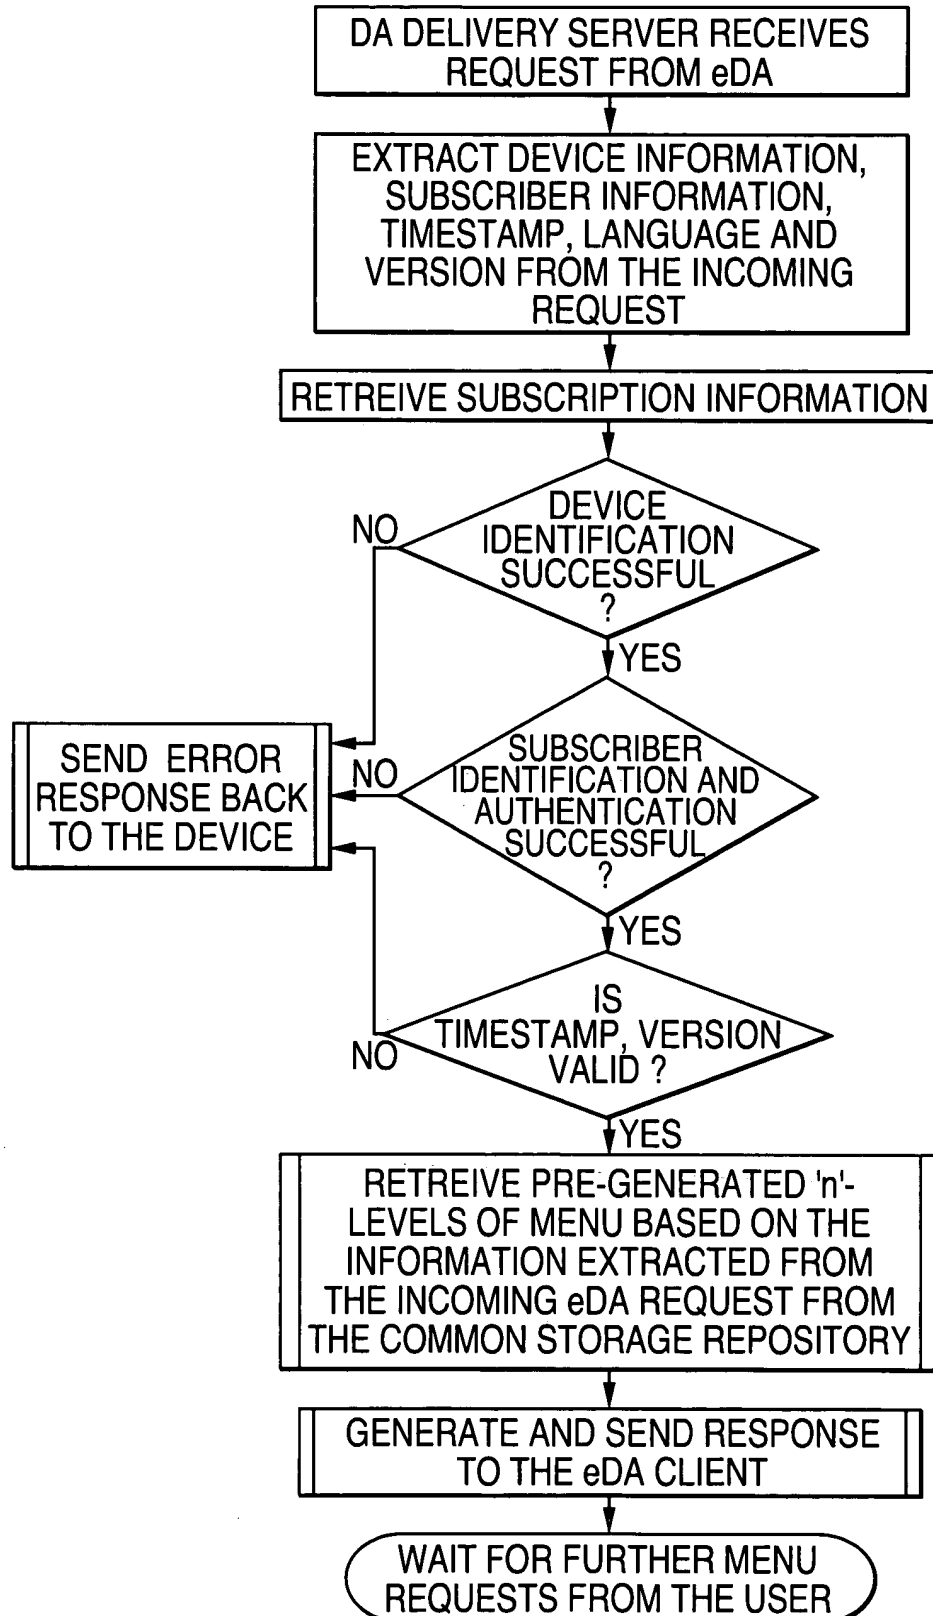 DA DELIVERY SERVER RECEIVES
REQUEST FROM eDA
EXTRACT DEVICE INFORMATION,
SUBSCRIBER INFORMATION,
TIMESTAMP, LANGUAGE AND
VERSION FROM THE INCOMING
REQUEST
RETREIVE SUBSCRIPTION INFORMATION
DEVICE
IDENTIFICATION
SUCCESSFUL
?
NO
YES
SUBSCRIBER
IDENTIFICATION AND
AUTHENTICATION
SUCCESSFUL
?
NO
SEND ERROR
RESPONSE BACK
TO THE DEVICE
YES
IS
TIMESTAMP, VERSION
VALID ?
NO
YES
RETREIVE PRE-GENERATED 'n'-
LEVELS OF MENU BASED ON THE
INFORMATION EXTRACTED FROM
THE INCOMING eDA REQUEST FROM
THE COMMON STORAGE REPOSITORY
GENERATE AND SEND RESPONSE
TO THE eDA CLIENT
WAIT FOR FURTHER MENU
REQUESTS FROM THE USER